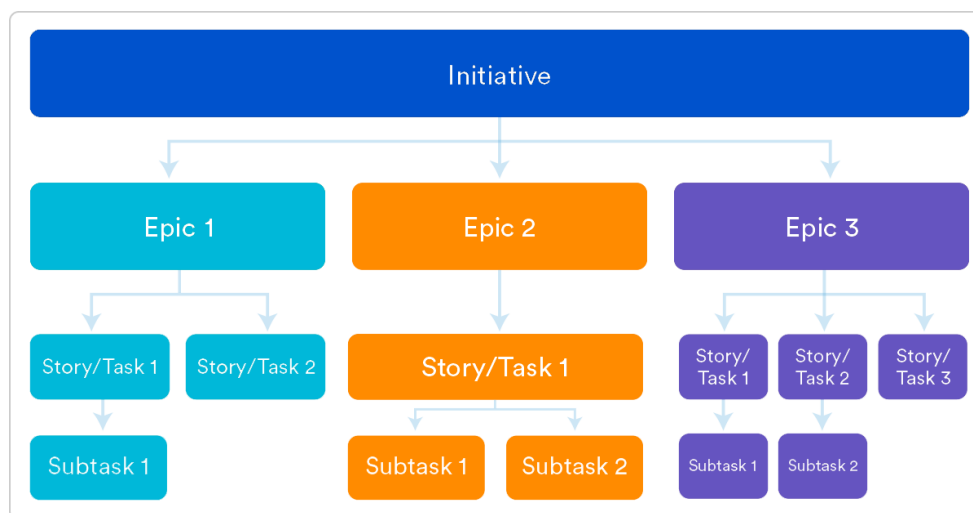 Initiative
Epic 1
Epic 2
Epic 3
Story/Task 1
Story/Task 2
Story/Task 1
Story/
Task 1
Story/
Task 2
Story/
Task 3
Subtask 1
Subtask 1
Subtask 2
Subtask 1
Subtask 2